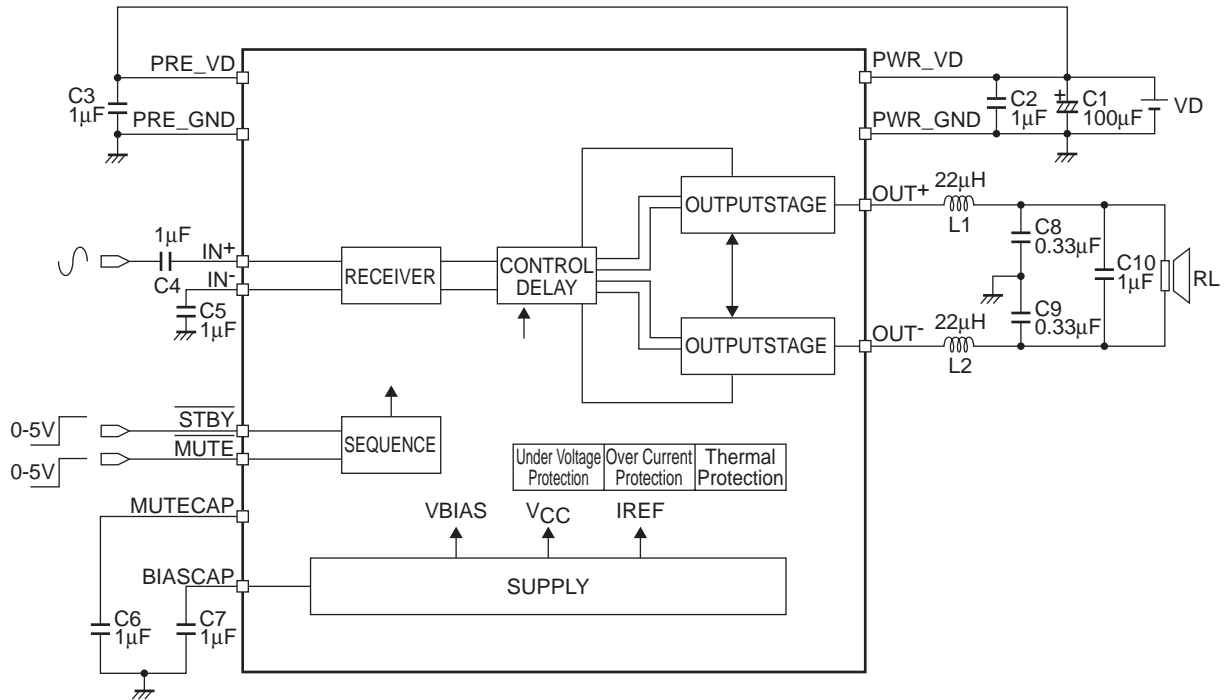 PRE_VD
PWR_VD
C3
1µF
C2
1µF
+
C1
100µF
VD
PRE_GND
PWR_GND
OUTPUTSTAGE
OUT+
22µH
L1
1µF
IN+
C4
IN-
C5
1µF
RECEIVER
CONTROL
DELAY
C8
0.33µF
C10
1µF
RL
C9
0.33µF
OUTPUTSTAGE
OUT-
22µH
L2
0-5V
STBY
0-5V
MUTE
SEQUENCE
Under Voltage
Protection
Over Current
Protection
Thermal
Protection
MUTECAP
VBIAS
VCC
IREF
BIASCAP
SUPPLY
C6
1µF
C7
1µF